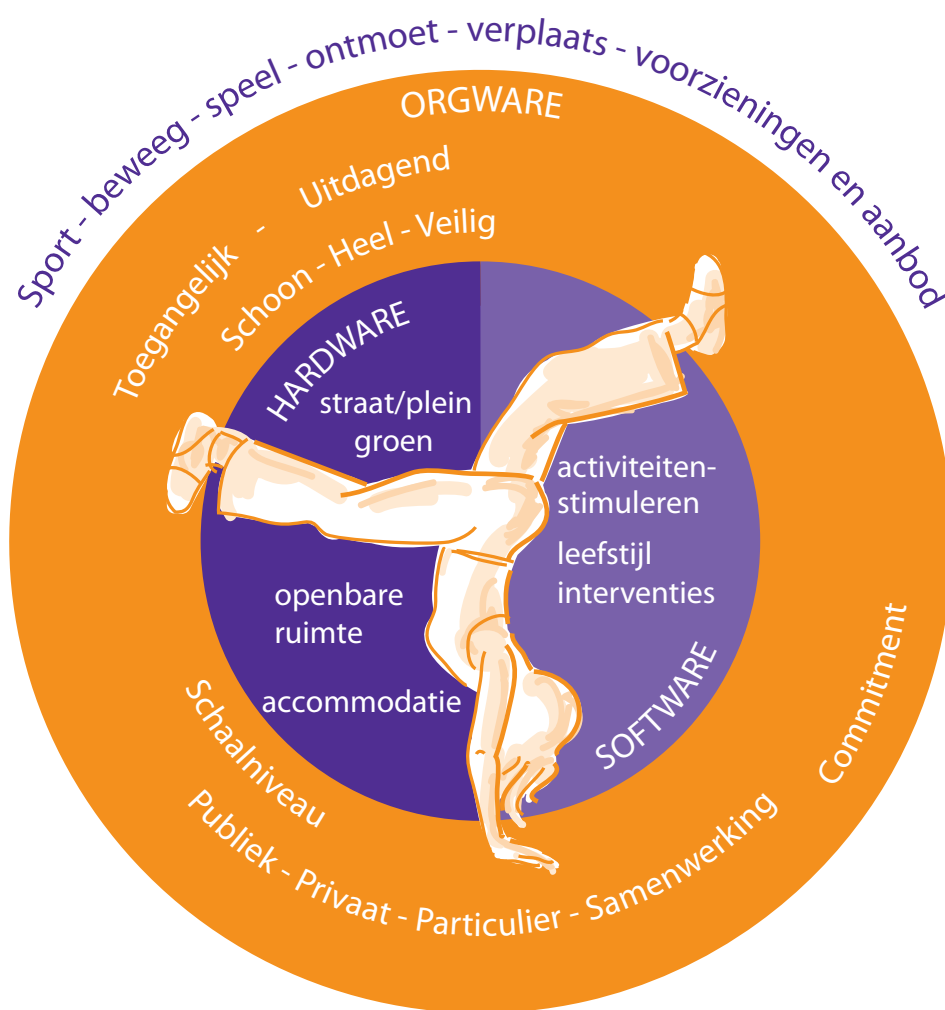 Sport - beweeg - speel - ontmoet - verplaats - voorzieningen en aanbod
ORGWARE
Toegangelijk - Uitdagend
Schoon - Heel - Veilig
HARDWARE
straat/plein
groen
openbare
ruimte
accommodatie
activiteiten-
stimuleren
leefstijl
interventies
SOFTWARE
Schaalniveau
Publiek - Privaat - Particulier - Samenwerking
Commitment